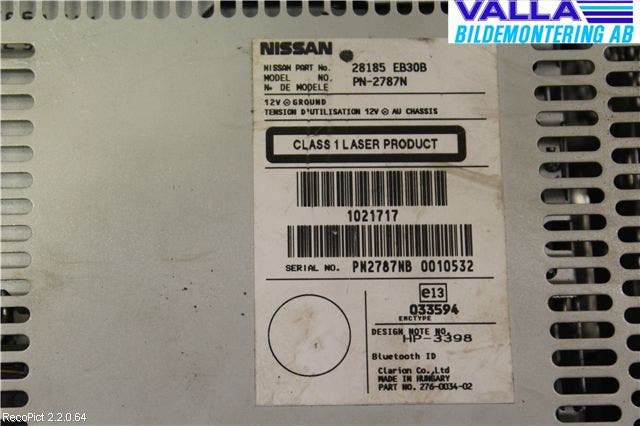 VALLA
BILDEMONTERING AB
NISSAN
NISSAN PART No. 28185 EB30B
MODEL NO. PN-2787N
N° DE MODELE
12V ⊖ GROUND
TENSION D'UTILISATION 12V ⊖ AU CHASSIS
CLASS 1 LASER PRODUCT
1021717
SERIAL NO. PN2787NB 0010532
e13
033594
EMCTYPE
DESIGN NOTE NO.
HP-3398
Bluetooth ID
Clarion Co.,Ltd
MADE IN HUNGARY
PART NO. 276-0034-02
RecoPict 2.2.0.64